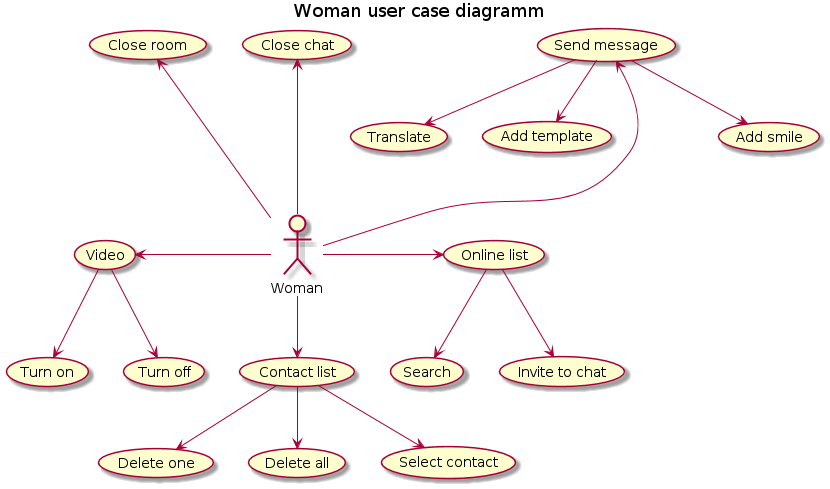 Woman user case diagramm
Close room
Close chat
Send message
Translate
Add template
Add smile
Video
Woman
Online list
Turn on
Turn off
Contact list
Search
Invite to chat
Delete one
Delete all
Select contact